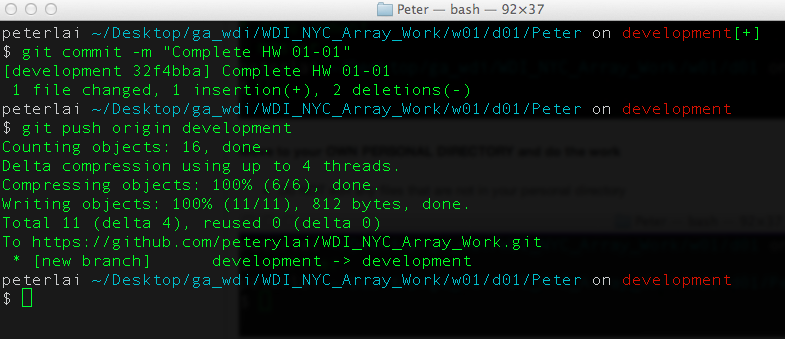 Peter — bash — 92×37
peterlai ~/Desktop/ga_wdi/WDI_NYC_Array_Work/w01/d01/Peter on development[+]
$ git commit -m "Complete HW 01-01"
[development 32f4bba] Complete HW 01-01
 1 file changed, 1 insertion(+), 2 deletions(-)
peterlai ~/Desktop/ga_wdi/WDI_NYC_Array_Work/w01/d01/Peter on development
$ git push origin development
Counting objects: 16, done.
Delta compression using up to 4 threads.
Compressing objects: 100% (6/6), done.
Writing objects: 100% (11/11), 812 bytes, done.
Total 11 (delta 4), reused 0 (delta 0)
To https://github.com/peterylai/WDI_NYC_Array_Work.git
 * [new branch]      development -> development
peterlai ~/Desktop/ga_wdi/WDI_NYC_Array_Work/w01/d01/Peter on development
$